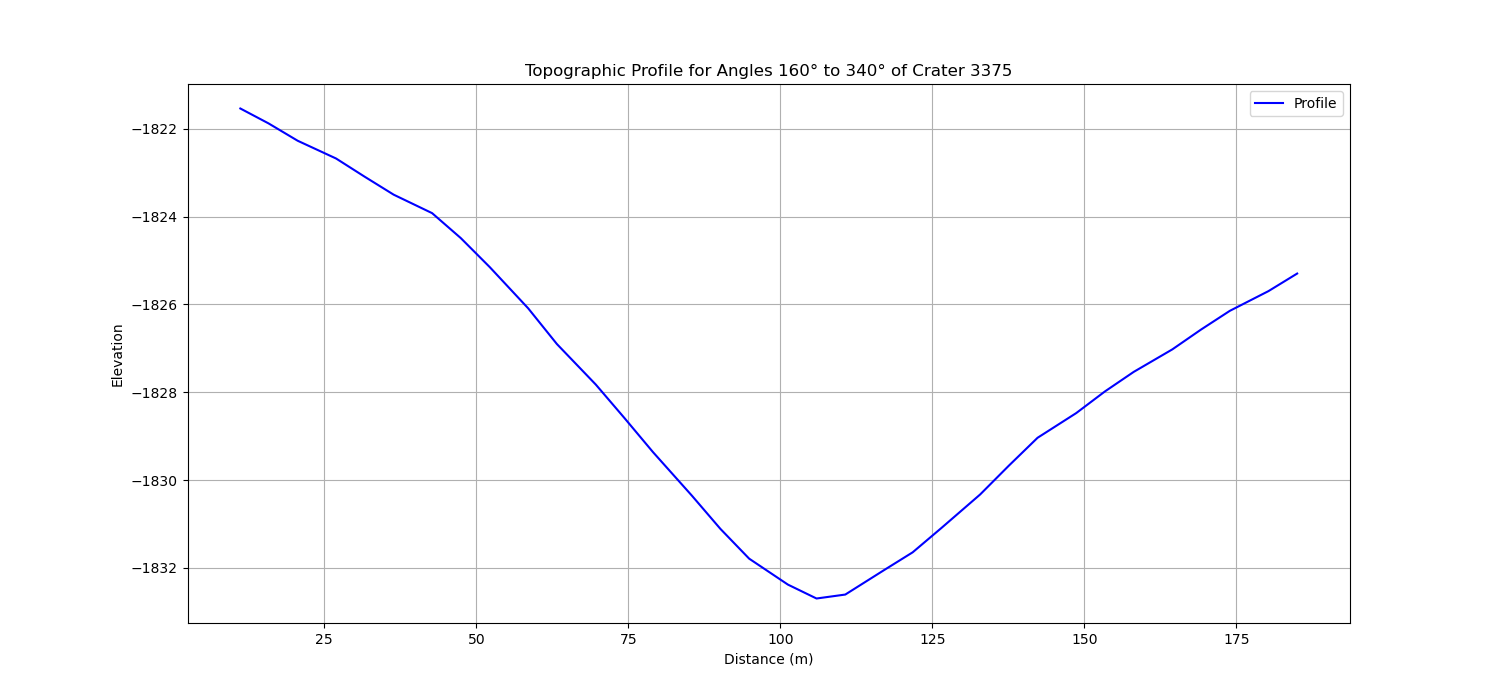 Topographic Profile for Angles 160° to 340° of Crater 3375
Profile
−1822
−1824
−1826
−1828
−1830
−1832
Elevation
25 50 75 100 125 150 175
Distance (m)